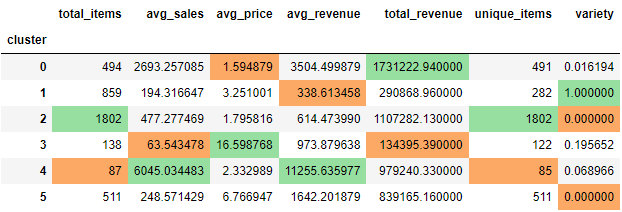 total_items avg_sales avg_price avg_revenue total_revenue unique_items variety
cluster
0 494 2693.257085 1.594879 3504.499879 1731222.940000 491 0.016194
1 859 194.316647 3.251001 338.613458 290868.960000 282 1.000000
2 1802 477.277469 1.795816 614.473990 1107282.130000 1802 0.000000
3 138 63.543478 16.598768 973.879638 134395.390000 122 0.195652
4 87 6045.034483 2.332989 11255.635977 979240.330000 85 0.068966
5 511 248.571429 6.766947 1642.201879 839165.160000 511 0.000000